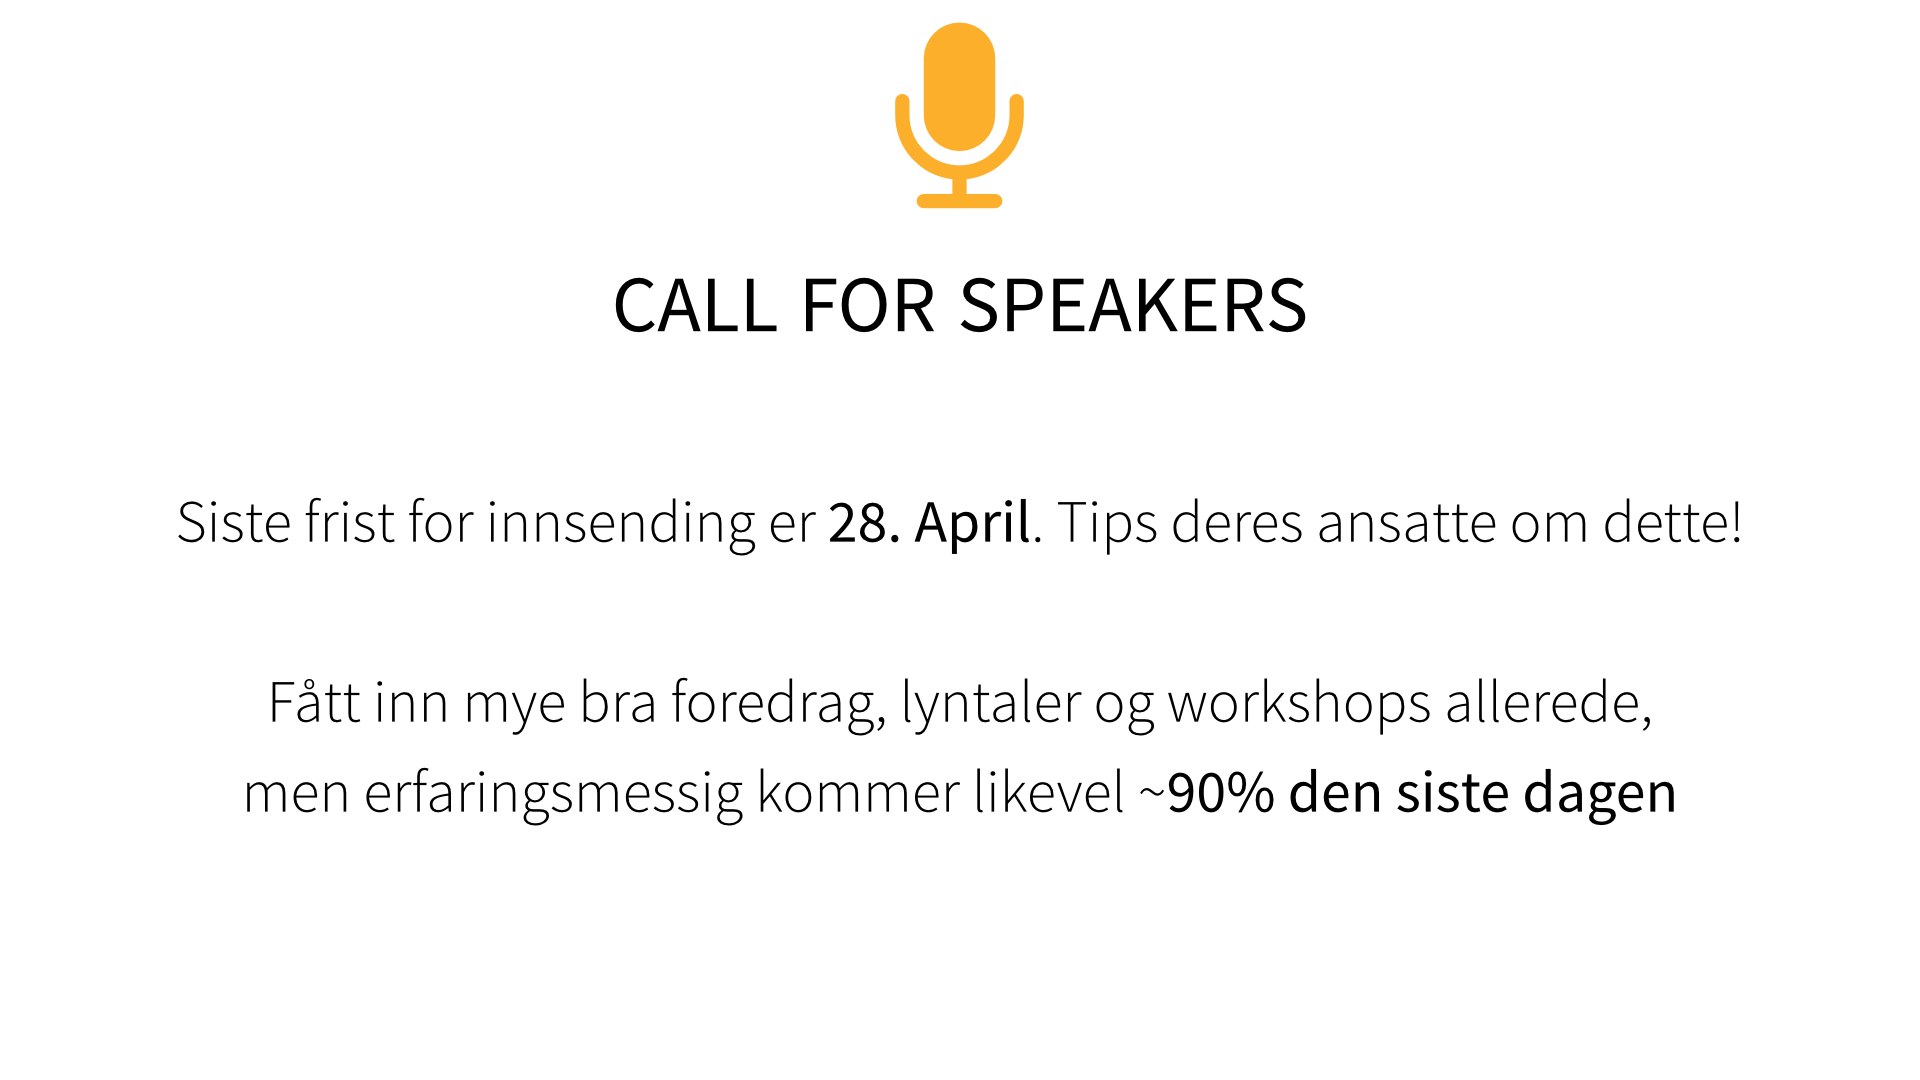 CALL FOR SPEAKERS
Siste frist for innsending er 28. April. Tips deres ansatte om dette!
Fått inn mye bra foredrag, lyntaler og workshops allerede,
men erfaringsmessig kommer likevel ~90% den siste dagen